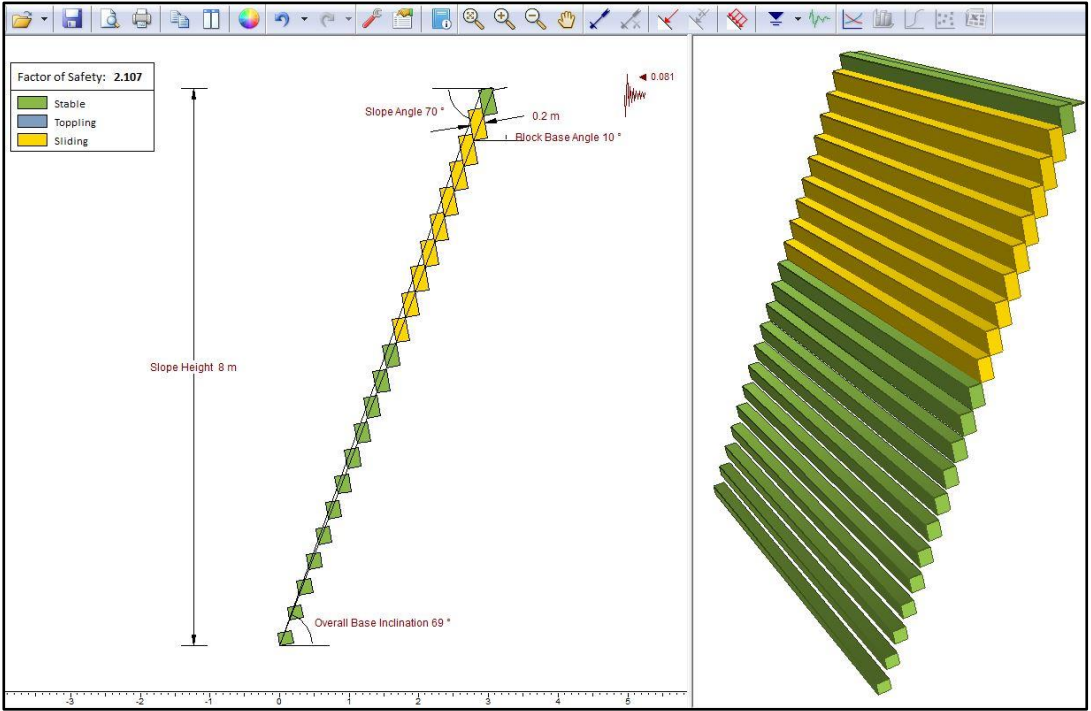 Factor of Safety: 2.107
Stable
Toppling
Sliding
0.081
Slope Angle 70 °
0.2 m
Block Base Angle 10 °
Slope Height 8 m
Overall Base Inclination 69 °
-3 -2 -1 0 1 2 3 4 5